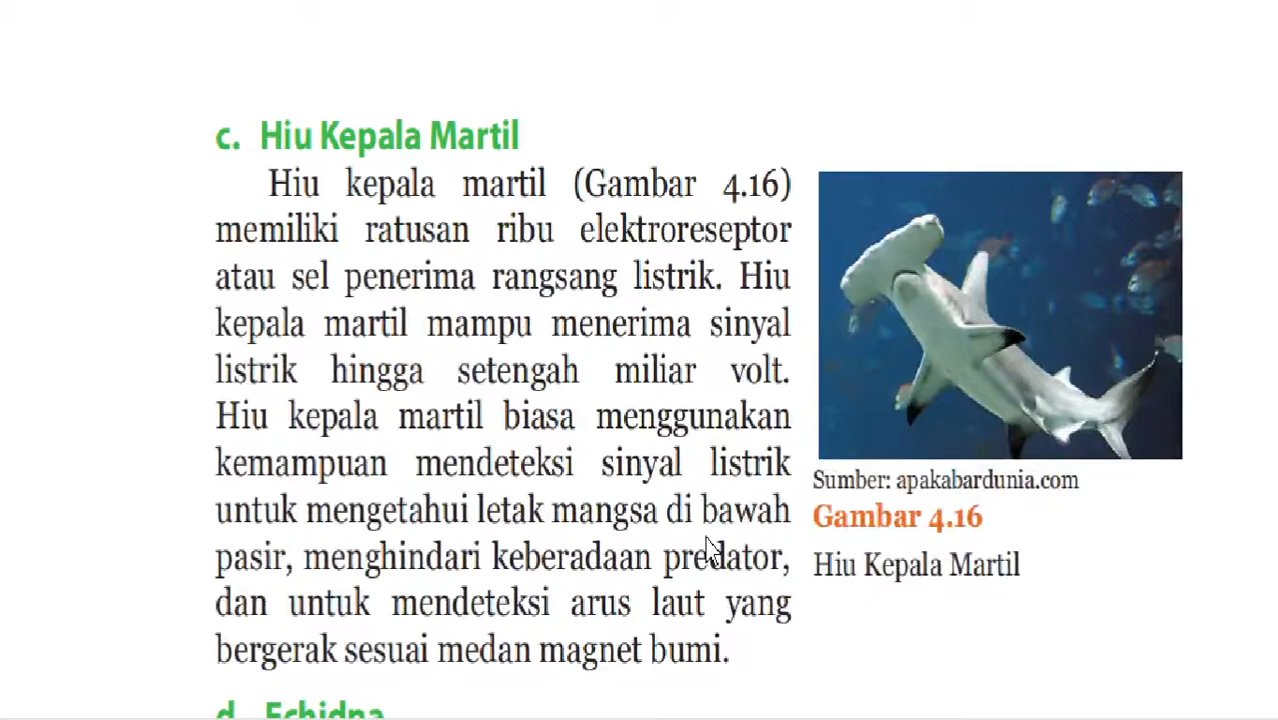 c. Hiu Kepala Martil
Hiu kepala martil (Gambar 4.16)
memiliki ratusan ribu elektroreseptor
atau sel penerima rangsang listrik. Hiu
kepala martil mampu menerima sinyal
listrik hingga setengah miliar volt.
Hiu kepala martil biasa menggunakan
kemampuan mendeteksi sinyal listrik
untuk mengetahui letak mangsa di bawah
pasir, menghindari keberadaan predator,
dan untuk mendeteksi arus laut yang
bergerak sesuai medan magnet bumi.
Sumber: apakabardunia.com
Gambar 4.16
Hiu Kepala Martil
d. Echidna